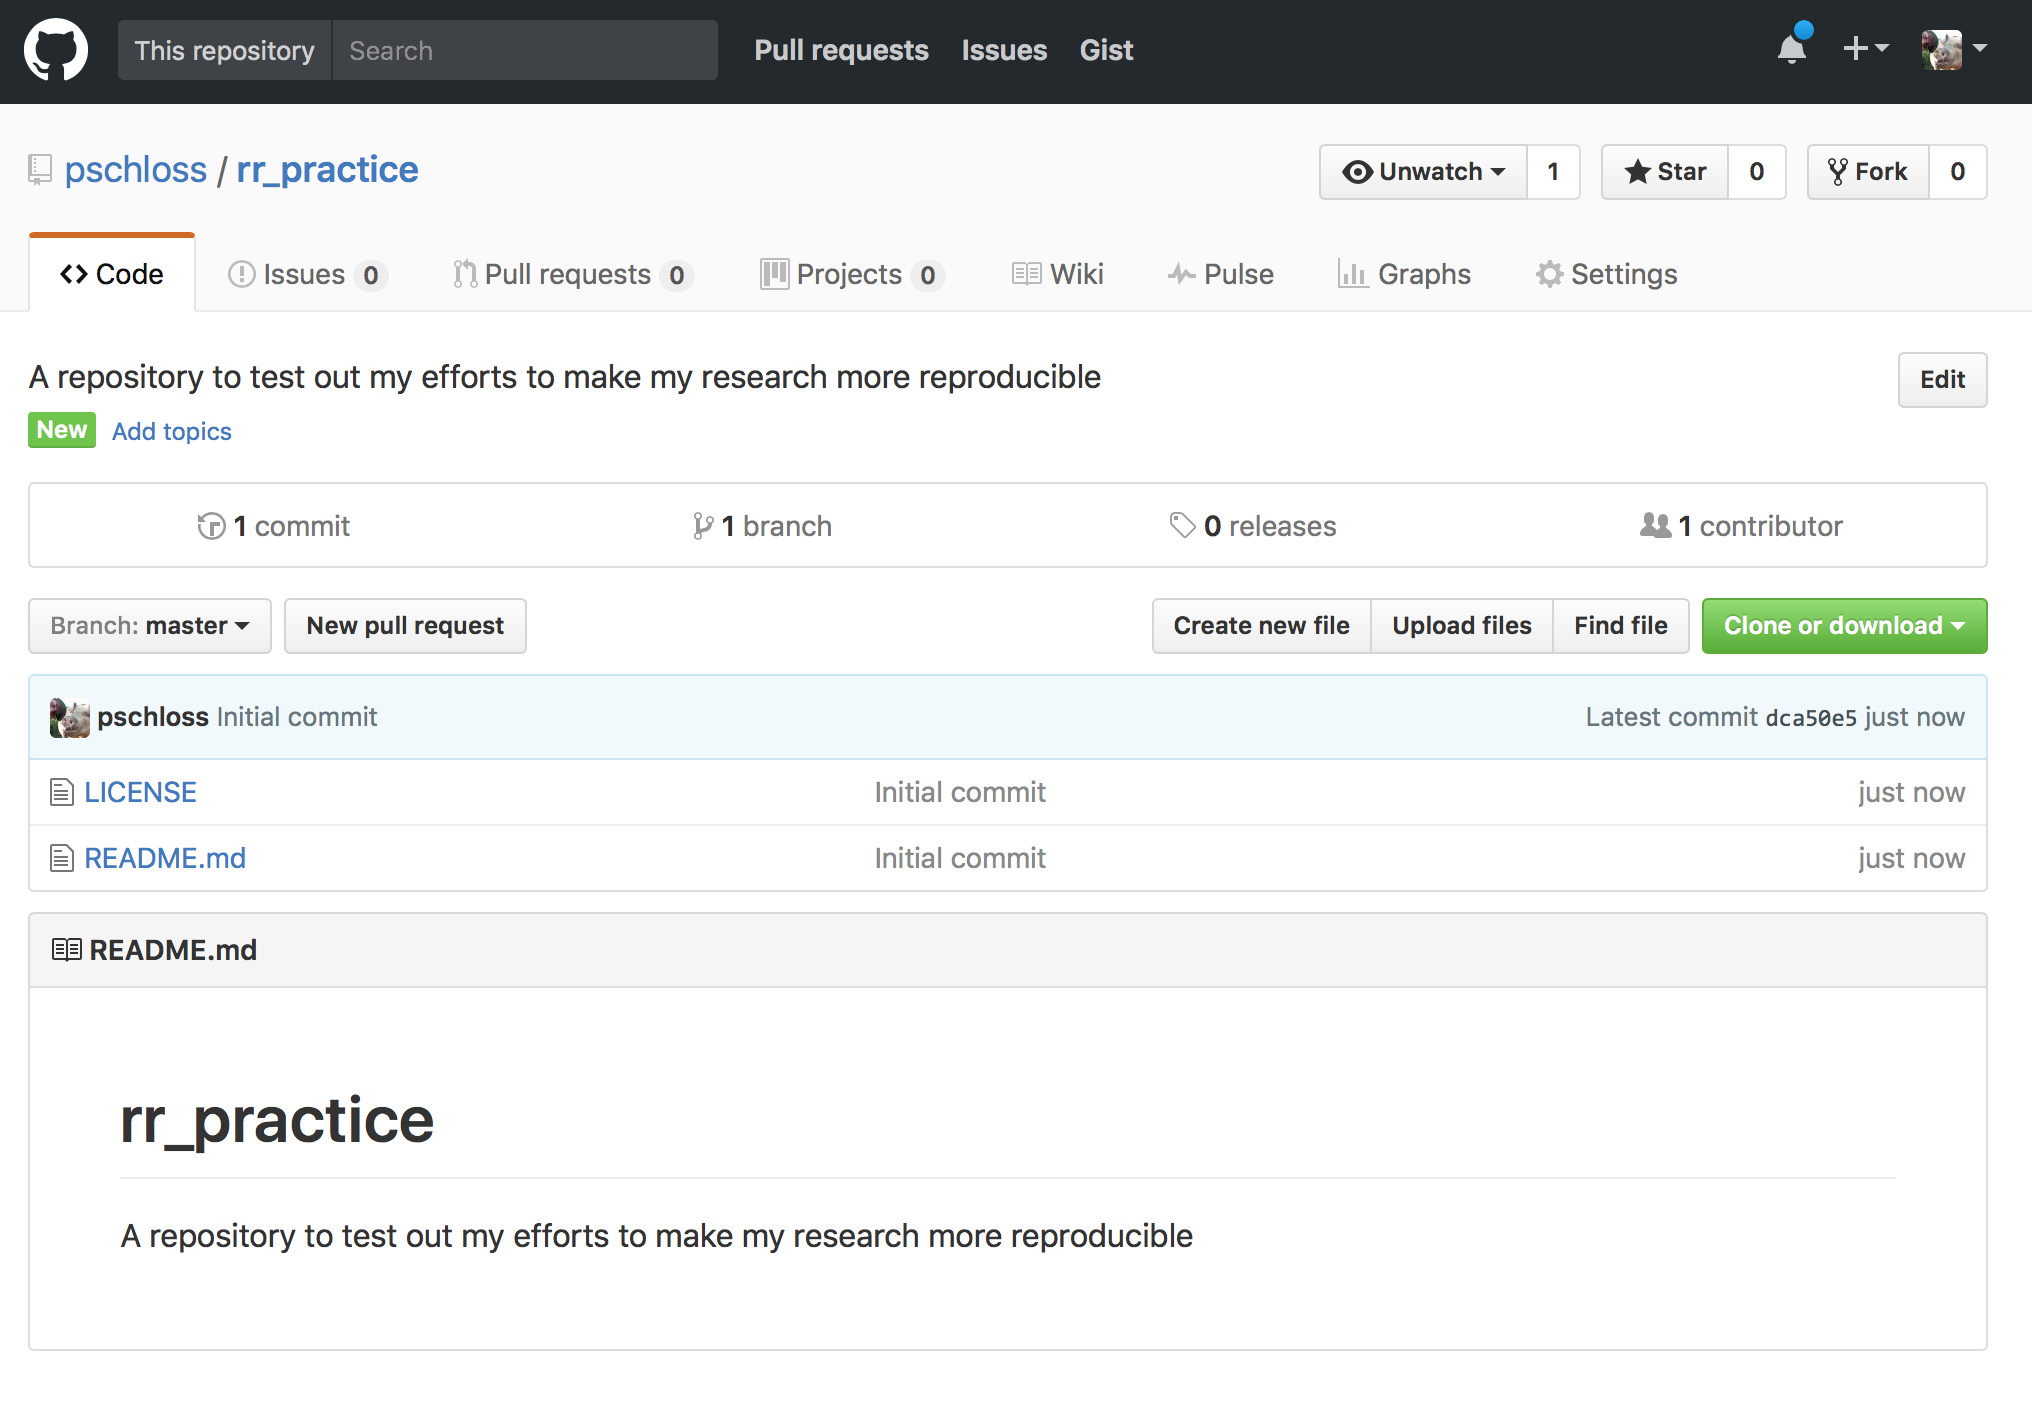 This repository Search Pull requests Issues Gist
pschloss / rr_practice Unwatch 1 Star 0 Fork 0
Code Issues 0 Pull requests 0 Projects 0 Wiki Pulse Graphs Settings
A repository to test out my efforts to make my research more reproducible Edit
New Add topics
1 commit 1 branch 0 releases 1 contributor
Branch: master New pull request Create new file Upload files Find file Clone or download
pschloss Initial commit Latest commit dca50e5 just now
LICENSE Initial commit just now
README.md Initial commit just now
README.md
rr_practice
A repository to test out my efforts to make my research more reproducible